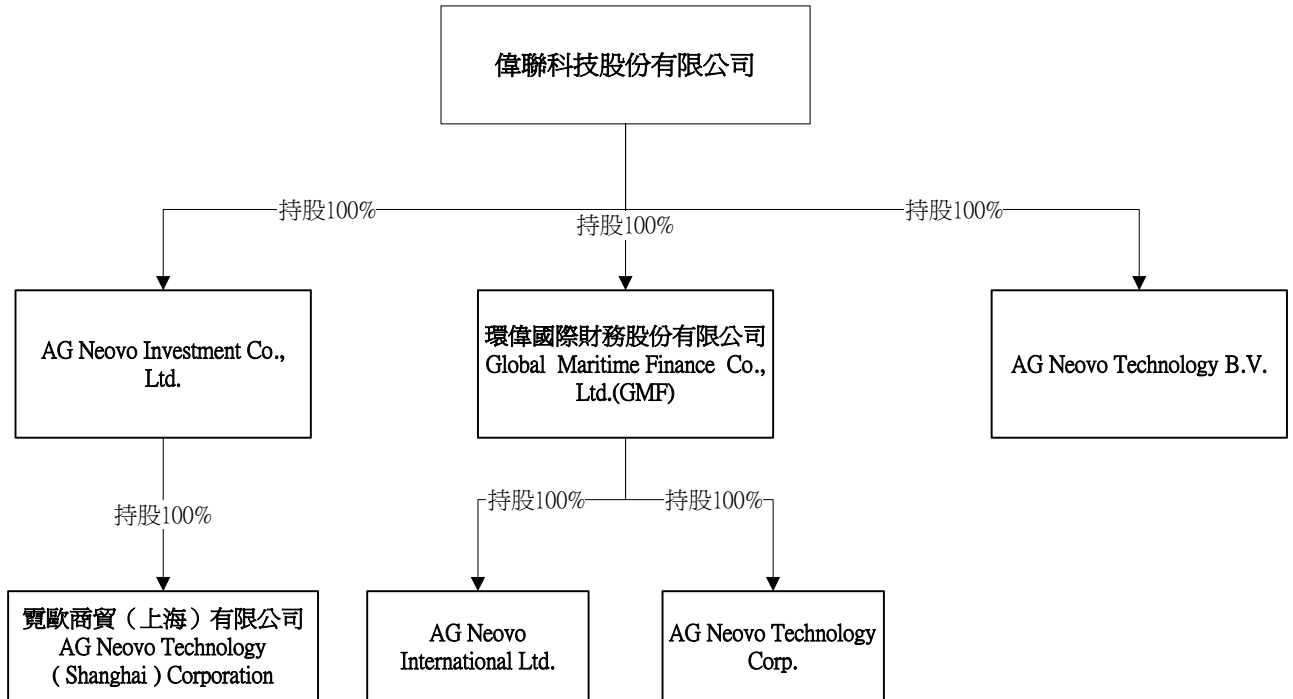 偉聯科技股份有限公司
持股100%
持股100%
持股100%
AG Neovo Investment Co.,
Ltd.
環偉國際財務股份有限公司
Global Maritime Finance Co.,
Ltd.(GMF)
AG Neovo Technology B.V.
持股100%
持股100%
持股100%
霓歐商貿（上海）有限公司
AG Neovo Technology
( Shanghai ) Corporation
AG Neovo
International Ltd.
AG Neovo Technology
Corp.